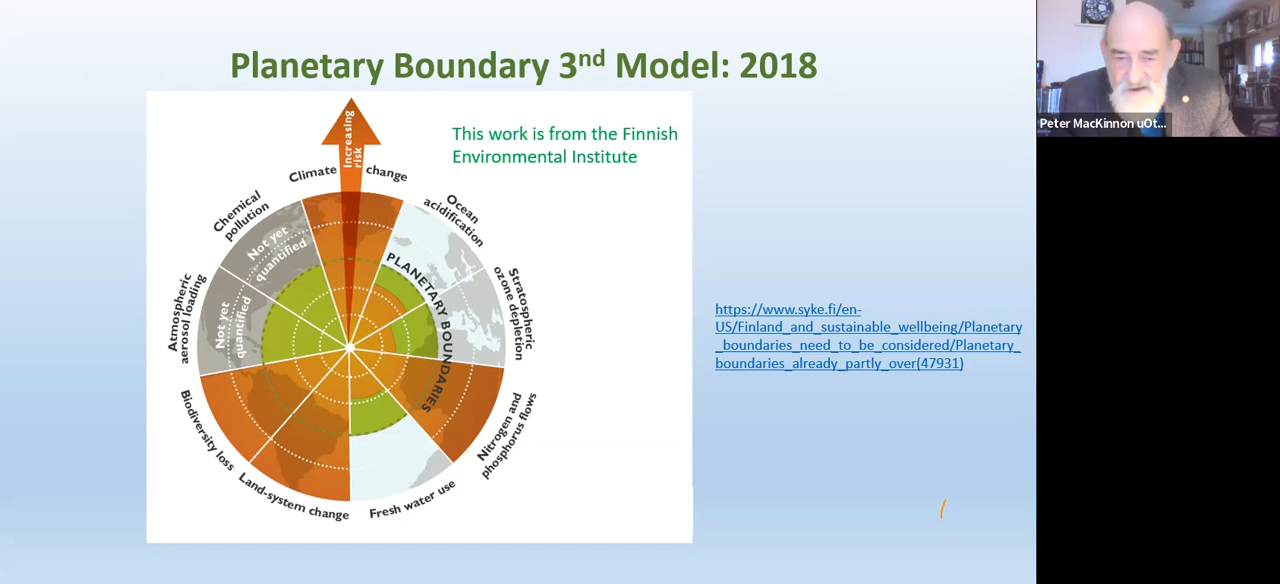 Planetary Boundary 3nd Model: 2018
This work is from the Finnish
Environmental Institute
Increasing
risk
Climate change
Ocean
acidification
Stratospheric
ozone depletion
Nitrogen and
phosphorus flows
Fresh water use
Land-system change
Biodiversity loss
Atmospheric
aerosol loading
Chemical
pollution
Not yet
quantified
Not yet
quantified
PLANETARY BOUNDARIES
https://www.syke.fi/en-
US/Finland_and_sustainable_wellbeing/Planetary
_boundaries_need_to_be_considered/Planetary_
boundaries_already_partly_over(47931)
Peter MacKinnon uOt...